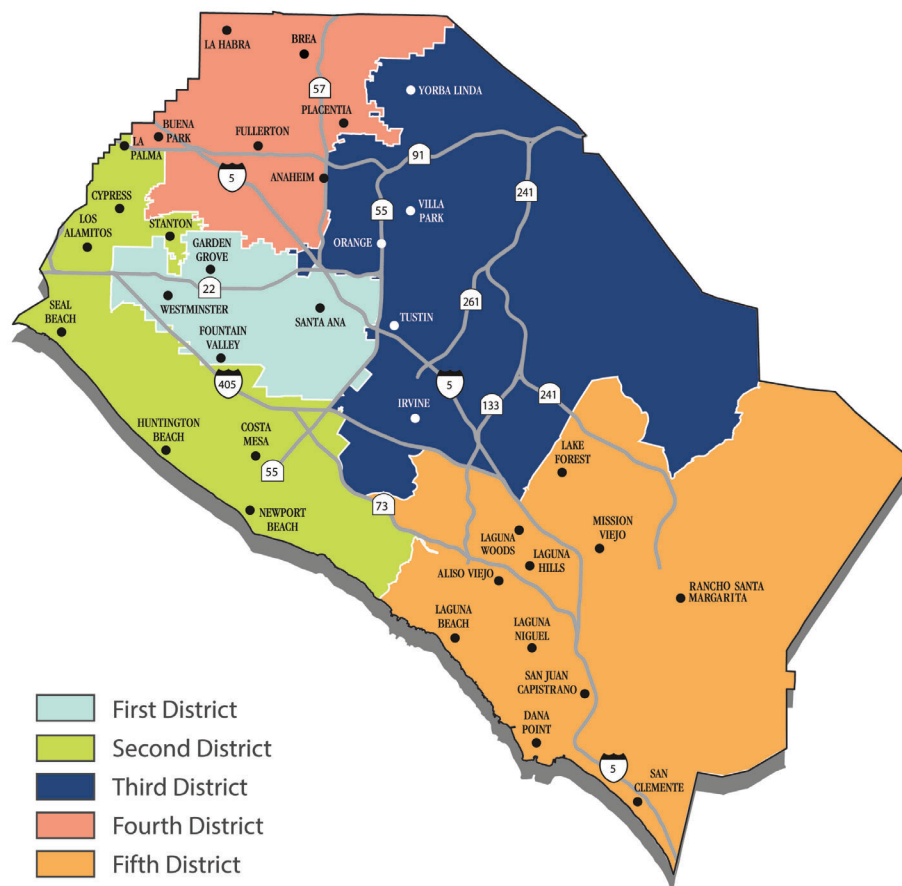 LA HABRA
BREA
57
YORBA LINDA
PLACENTIA
BUENA
PARK
FULLERTON
LA
PALMA
91
5
ANAHEIM
241
CYPRESS
55
VILLA
PARK
LOS
ALAMITOS
STANTON
GARDEN
GROVE
ORANGE
22
261
WESTMINSTER
SANTA ANA
SEAL
BEACH
TUSTIN
FOUNTAIN
VALLEY
405
5
133
241
IRVINE
HUNTINGTON
BEACH
COSTA
MESA
55
LAKE
FOREST
73
NEWPORT
BEACH
LAGUNA
WOODS
MISSION
VIEJO
LAGUNA
HILLS
ALISO VIEJO
RANCHO SANTA
MARGARITA
LAGUNA
BEACH
LAGUNA
NIGUEL
SAN JUAN
CAPISTRANO
DANA
POINT
5
SAN
CLEMENTE
First District
Second District
Third District
Fourth District
Fifth District